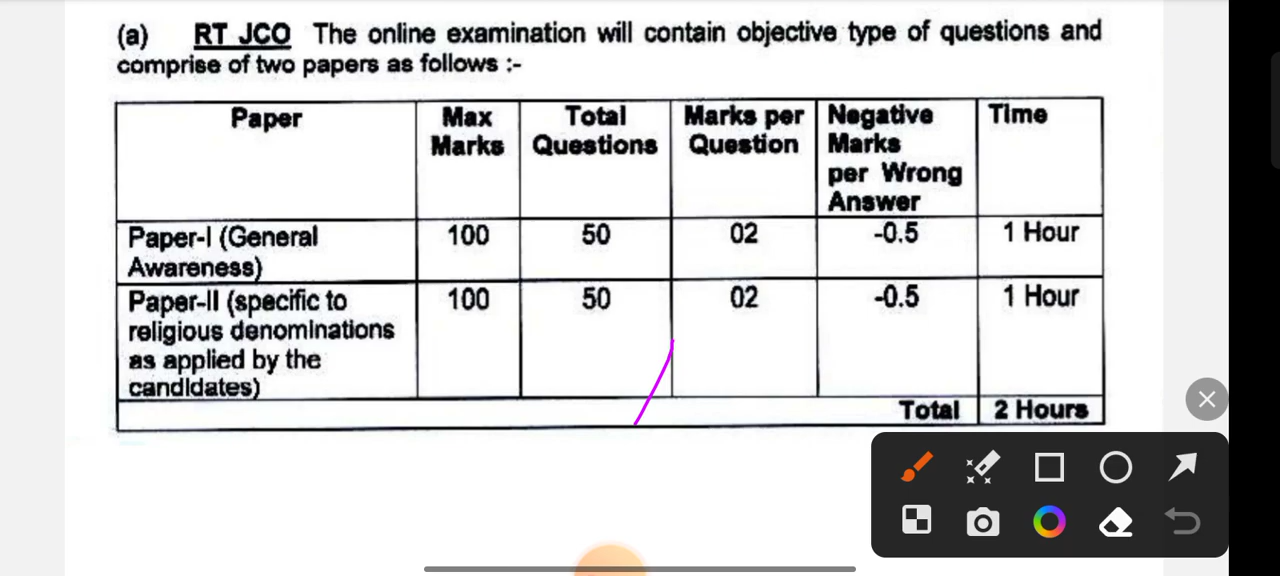 (a) RT JCO The online examination will contain objective type of questions and
comprise of two papers as follows :-
Paper Max Marks Total Questions Marks per Question Negative Marks per Wrong Answer Time
Paper-I (General Awareness) 100 50 02 -0.5 1 Hour
Paper-II (specific to religious denominations as applied by the candidates) 100 50 02 -0.5 1 Hour
Total 2 Hours